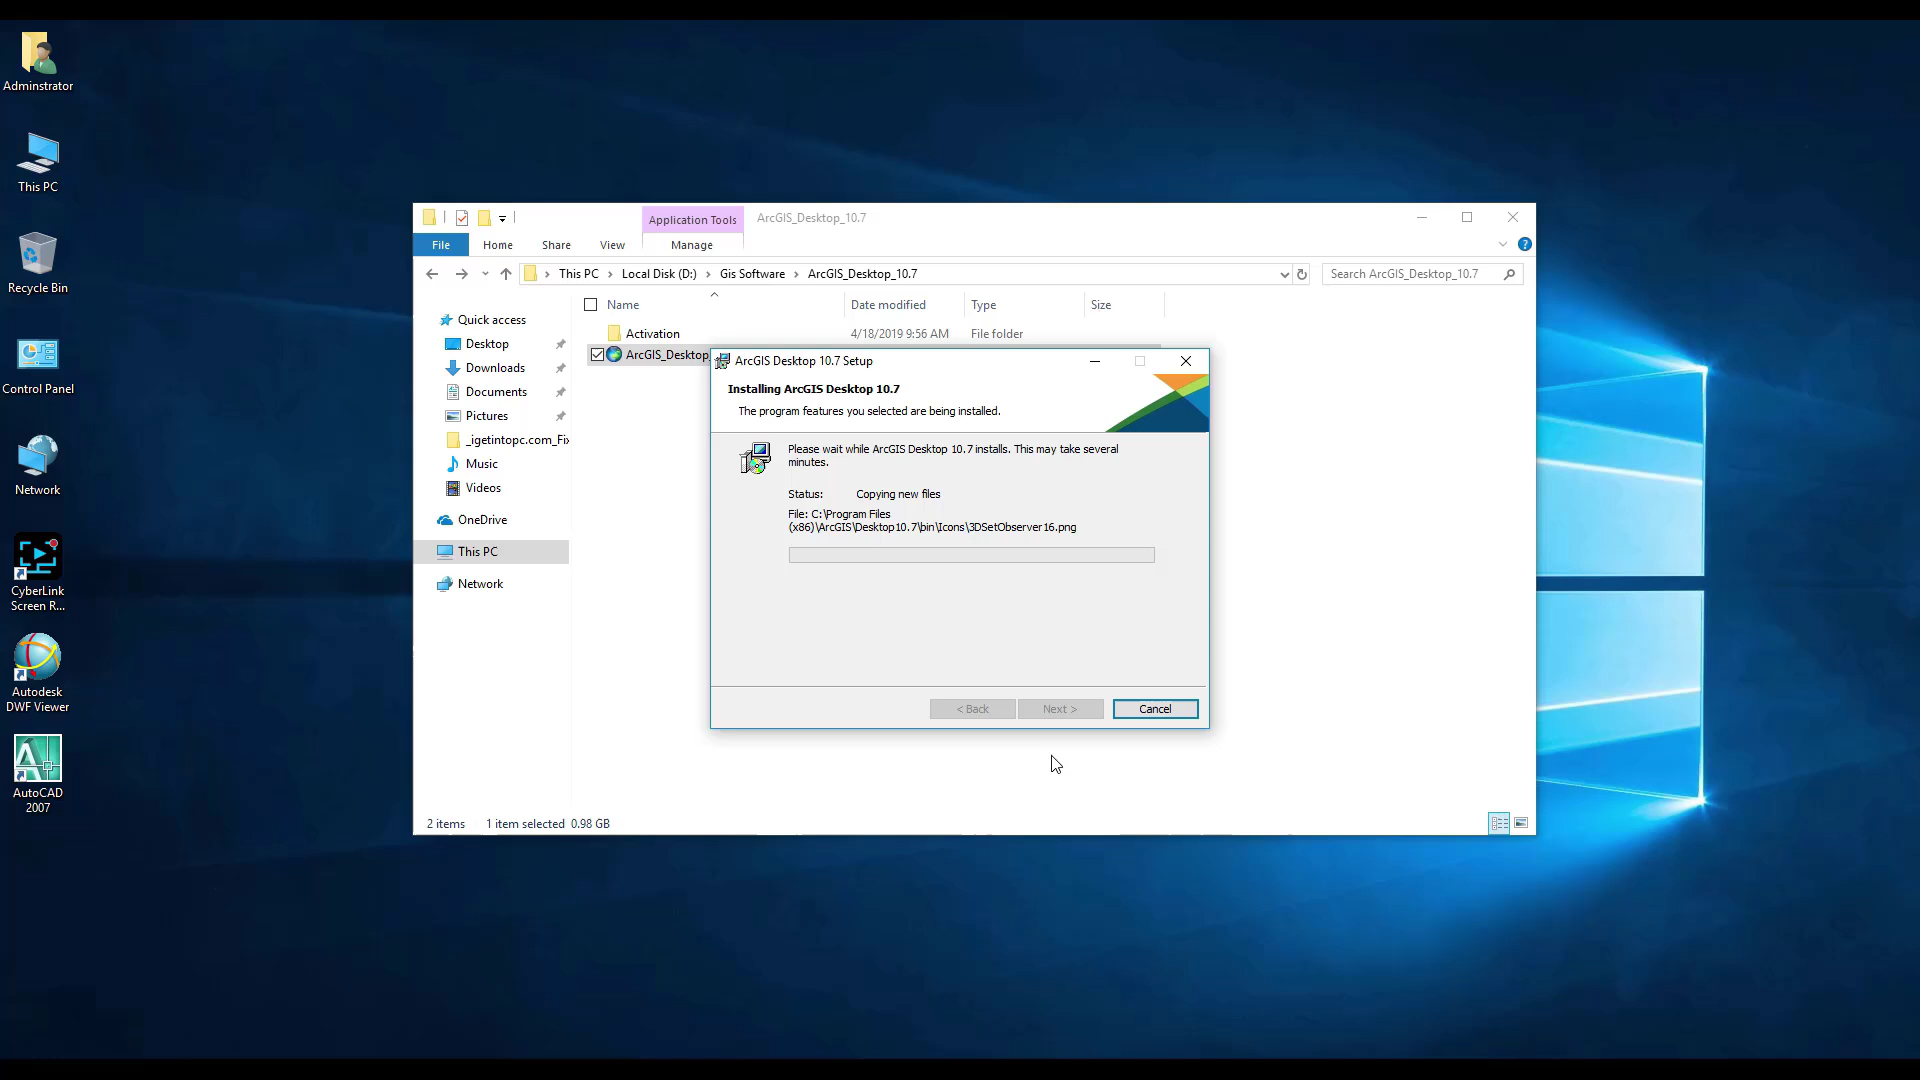 Adminstrator
This PC
Recycle Bin
Control Panel
Network
CyberLink
Screen R...
Autodesk
DWF Viewer
AutoCAD
2007
Application Tools
ArcGIS_Desktop_10.7
File
Home
Share
View
Manage
This PC > Local Disk (D:) > Gis Software > ArcGIS_Desktop_10.7
Search ArcGIS_Desktop_10.7
Name
Date modified
Type
Size
Quick access
Desktop
Downloads
Documents
Pictures
_igetintopc.com_Fix
Music
Videos
OneDrive
This PC
Network
Activation
4/18/2019 9:56 AM
File folder
ArcGIS_Desktop_
ArcGIS Desktop 10.7 Setup
Installing ArcGIS Desktop 10.7
The program features you selected are being installed.
Please wait while ArcGIS Desktop 10.7 installs. This may take several
minutes.
Status: Copying new files
File: C:\Program Files
(x86)\ArcGIS\Desktop10.7\bin\Icons\3DSetObserver16.png
< Back
Next >
Cancel
2 items
1 item selected 0.98 GB